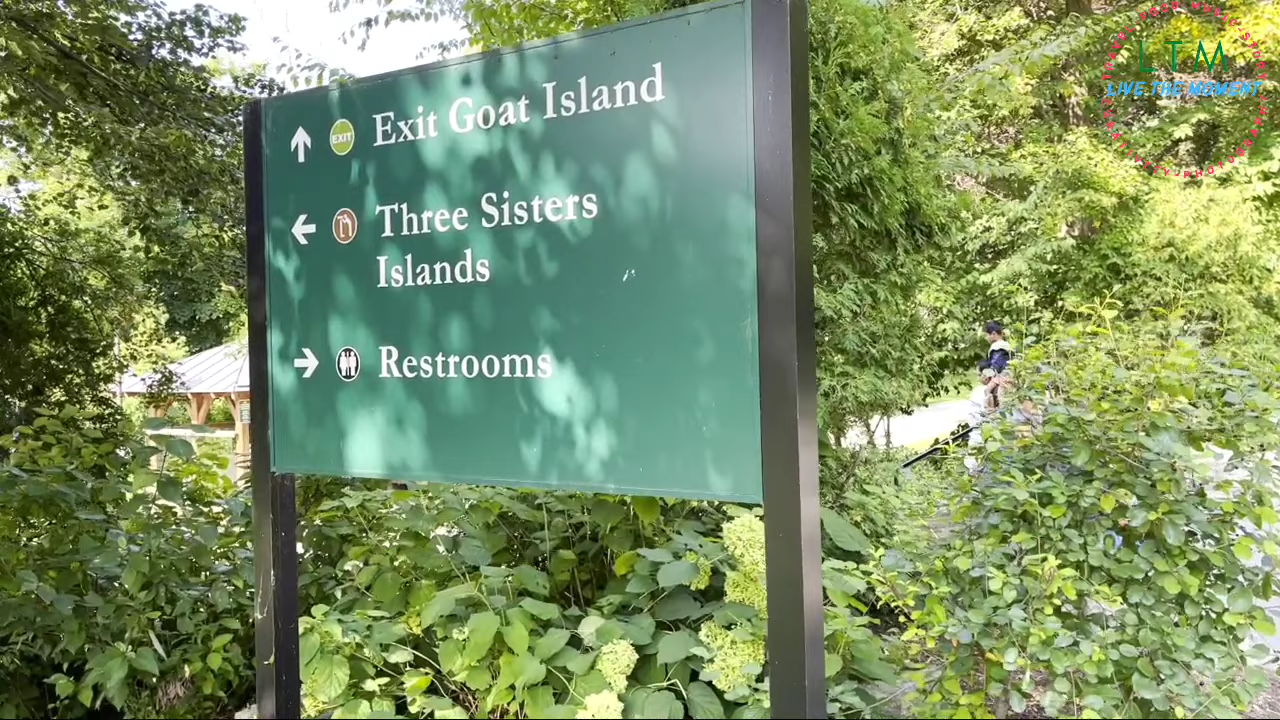 EXIT Exit Goat Island
Three Sisters
Islands
Restrooms
LTM
LIVE THE MOMENT